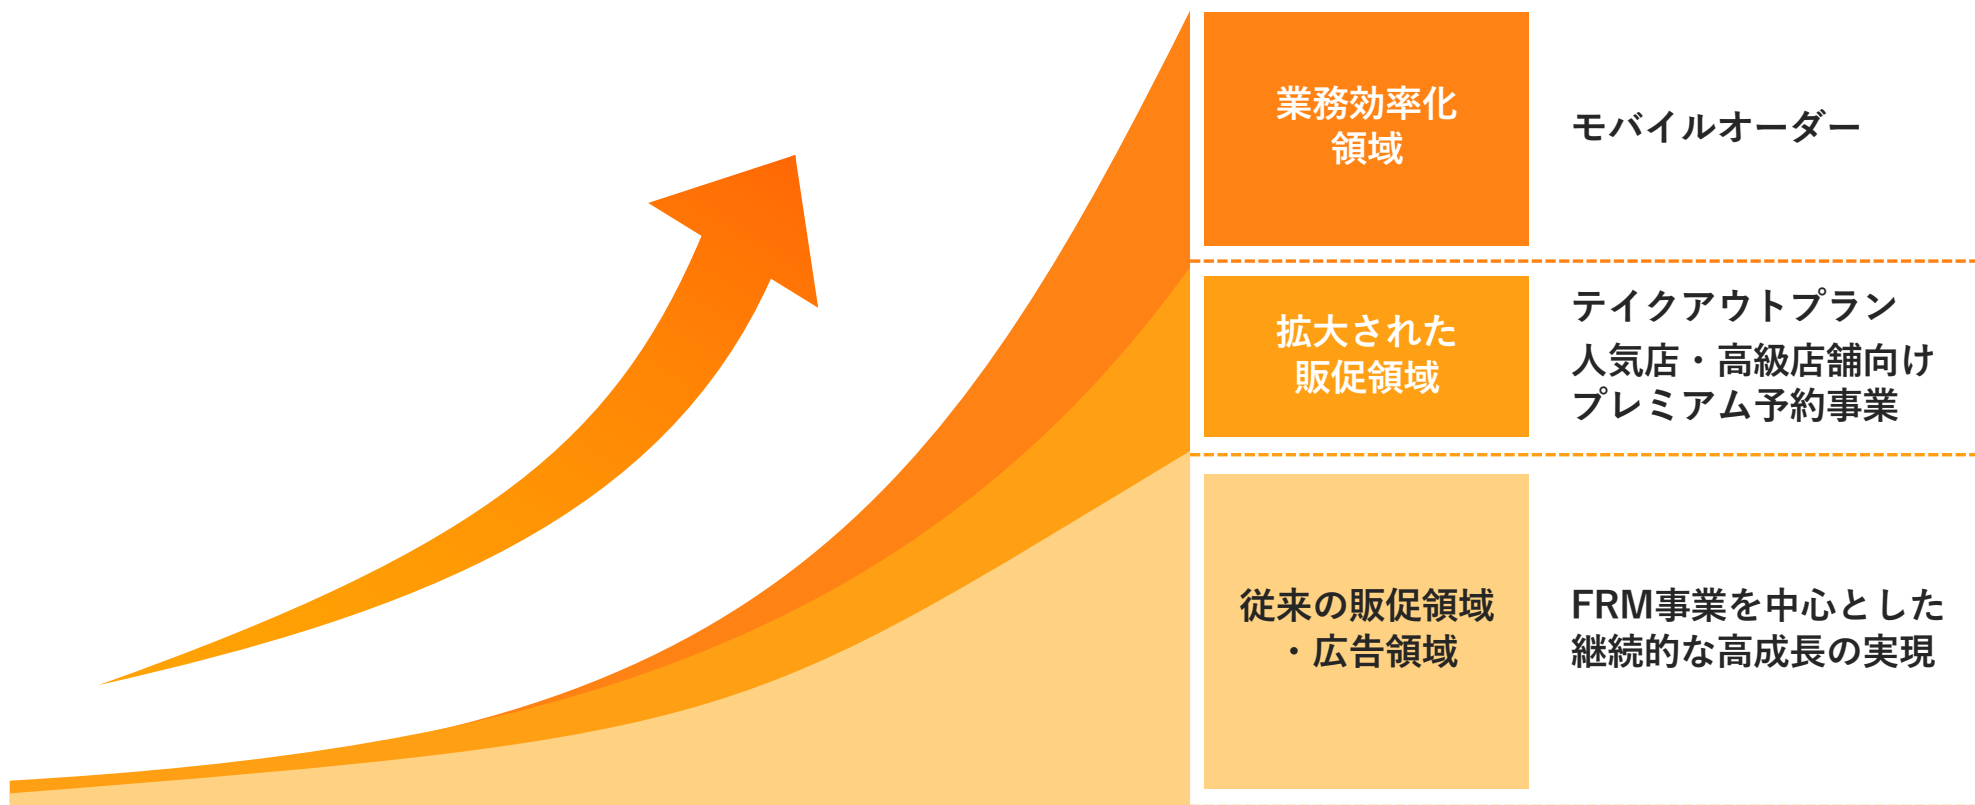 業務効率化
領域
モバイルオーダー
拡大された
販促領域
テイクアウトプラン
人気店・高級店舗向け
プレミアム予約事業
従来の販促領域
・広告領域
FRM事業を中心とした
継続的な高成長の実現